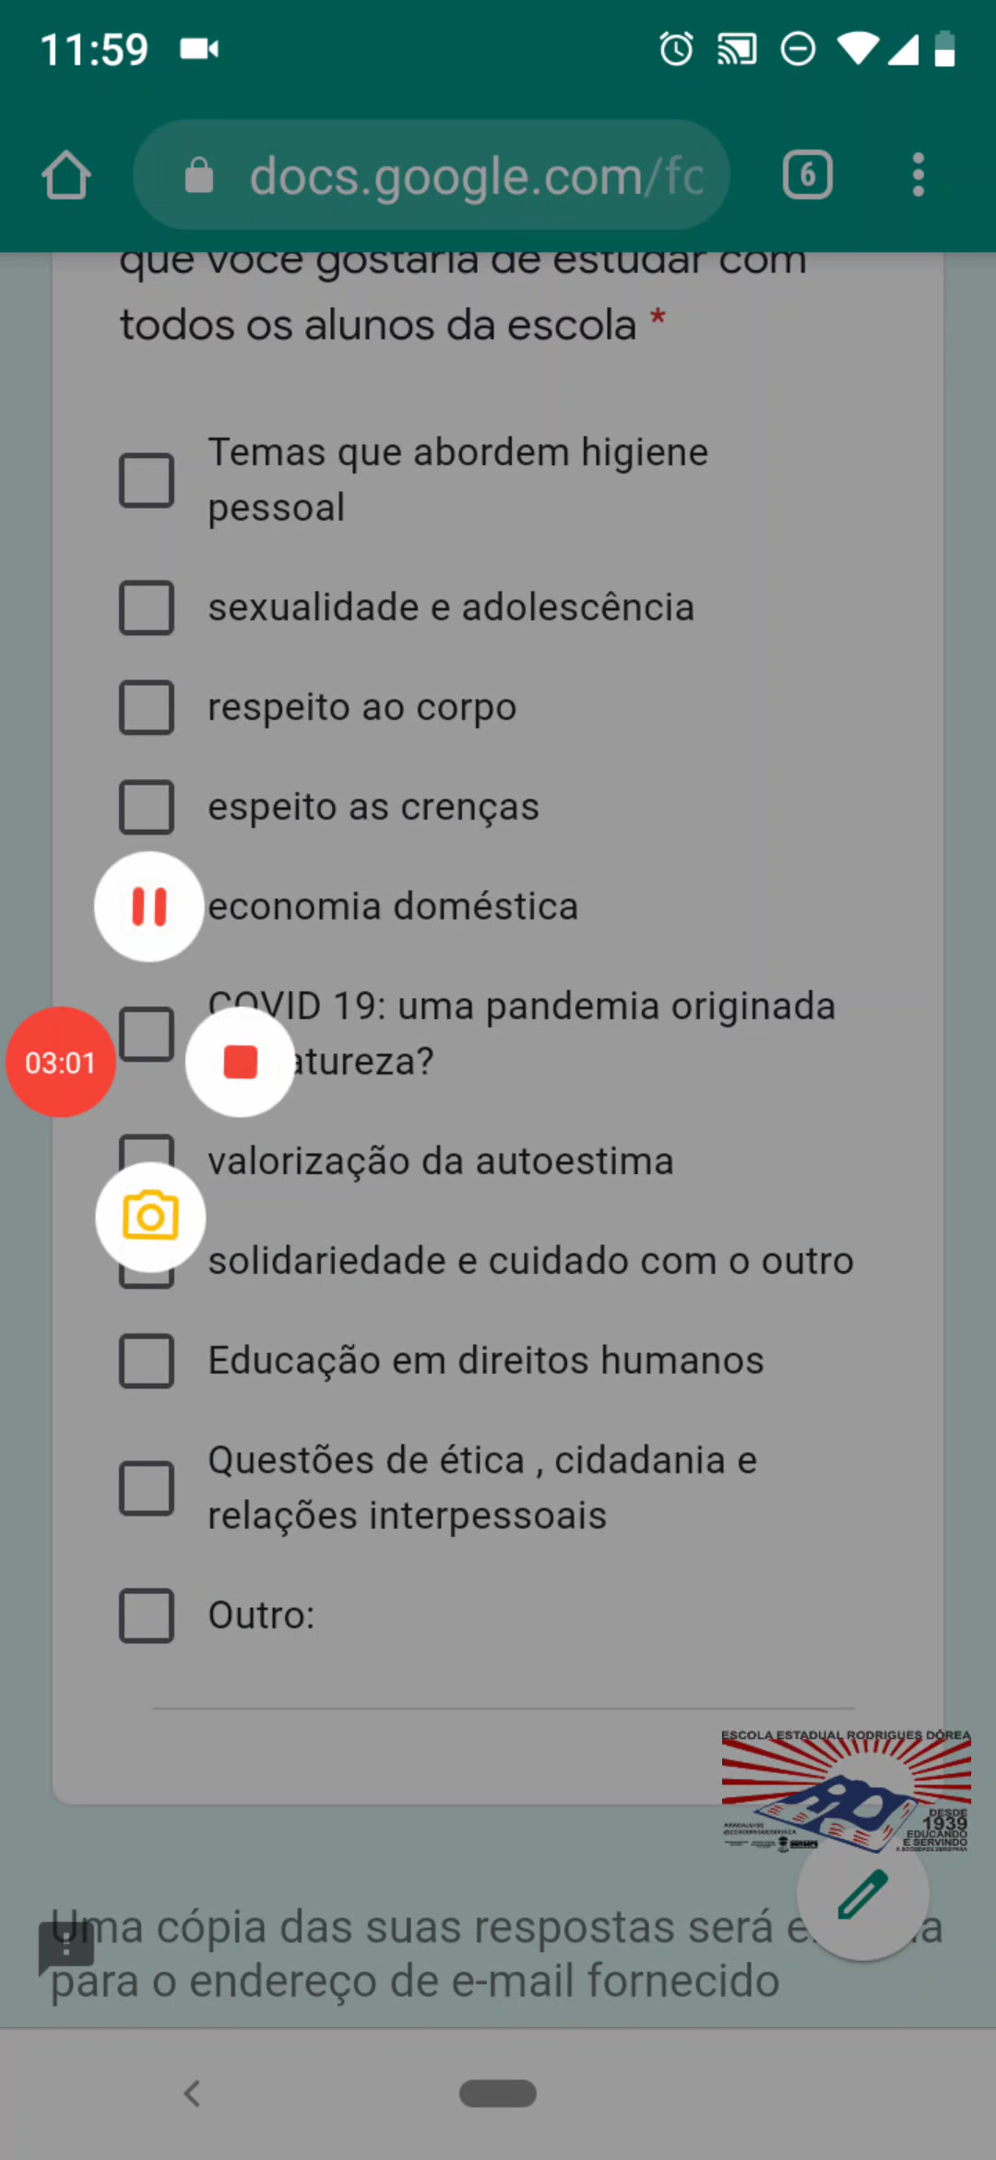 11:59
docs.google.com/fo
6
que você gostaria de estudar com
todos os alunos da escola *
Temas que abordem higiene
pessoal
sexualidade e adolescência
respeito ao corpo
espeito as crenças
economia doméstica
COVID 19: uma pandemia originada
atureza?
03:01
valorização da autoestima
solidariedade e cuidado com o outro
Educação em direitos humanos
Questões de ética , cidadania e
relações interpessoais
Outro:
ESCOLA ESTADUAL RODRIGUES DÓREA
DESDE
1939
EDUCANDO
E SERVINDO
A SOCIEDADE SERGIPANA
Uma cópia das suas respostas será
para o endereço de e-mail fornecido